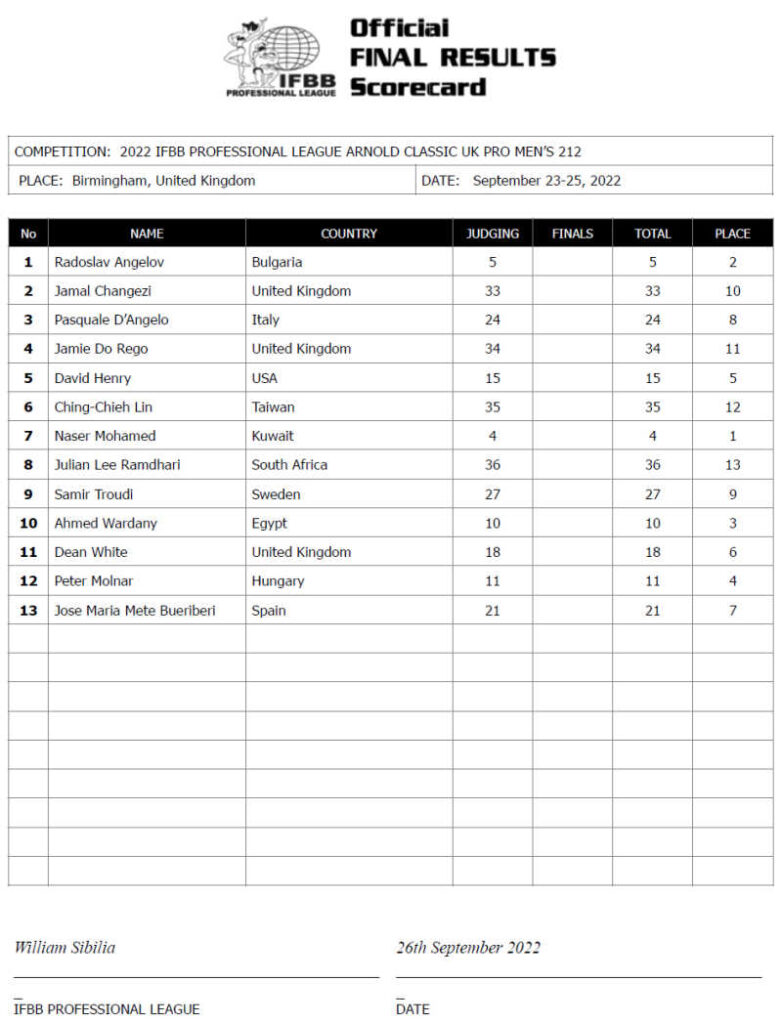 Official
FINAL RESULTS
Scorecard
IFBB
PROFESSIONAL LEAGUE
COMPETITION: 2022 IFBB PROFESSIONAL LEAGUE ARNOLD CLASSIC UK PRO MEN'S 212
PLACE: Birmingham, United Kingdom DATE: September 23-25, 2022
No NAME COUNTRY JUDGING FINALS TOTAL PLACE
1 Radoslav Angelov Bulgaria 5 5 2
2 Jamal Changezi United Kingdom 33 33 10
3 Pasquale D'Angelo Italy 24 24 8
4 Jamie Do Rego United Kingdom 34 34 11
5 David Henry USA 15 15 5
6 Ching-Chieh Lin Taiwan 35 35 12
7 Naser Mohamed Kuwait 4 4 1
8 Julian Lee Ramdhari South Africa 36 36 13
9 Samir Troudi Sweden 27 27 9
10 Ahmed Wardany Egypt 10 10 3
11 Dean White United Kingdom 18 18 6
12 Peter Molnar Hungary 11 11 4
13 Jose Maria Mete Bueriberi Spain 21 21 7
William Sibilia 26th September 2022
IFBB PROFESSIONAL LEAGUE DATE